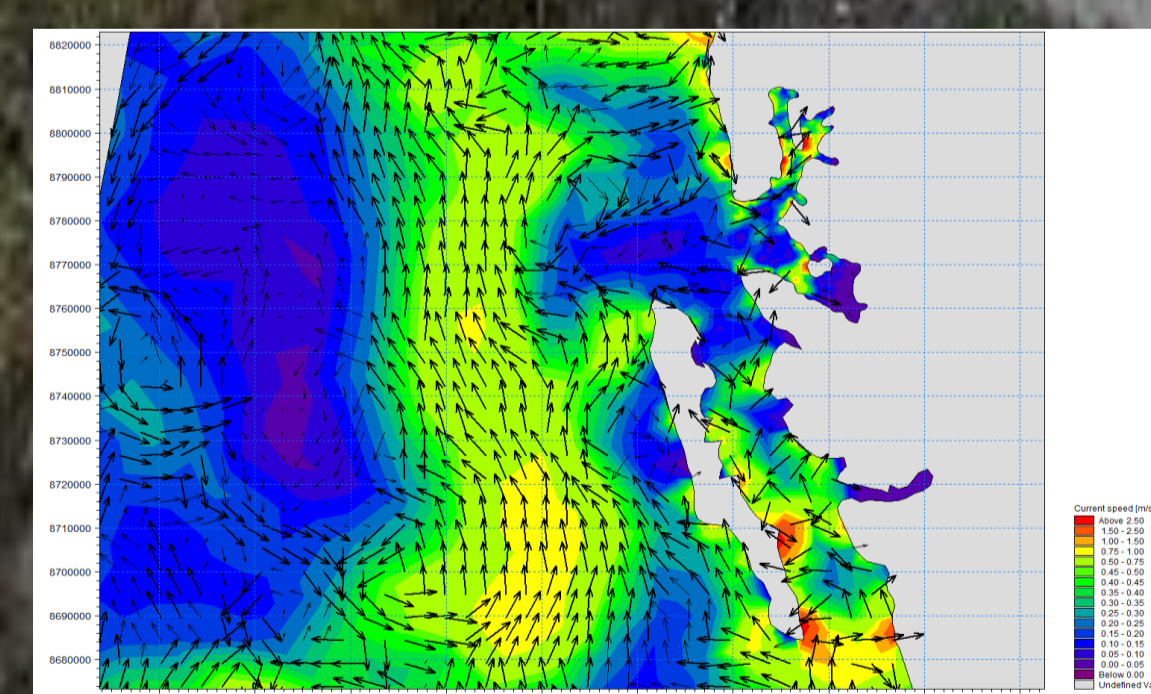 8820000
8810000
8800000
8790000
8780000
8770000
8760000
8750000
8740000
8730000
8720000
8710000
8700000
8690000
8680000
Current speed [m/s
Above 2.50
1.50 - 2.50
1.00 - 1.50
0.75 - 1.00
0.50 - 0.75
0.45 - 0.50
0.40 - 0.45
0.35 - 0.40
0.30 - 0.35
0.25 - 0.30
0.20 - 0.25
0.15 - 0.20
0.10 - 0.15
0.05 - 0.10
0.00 - 0.05
Below 0.00
Undefined Va